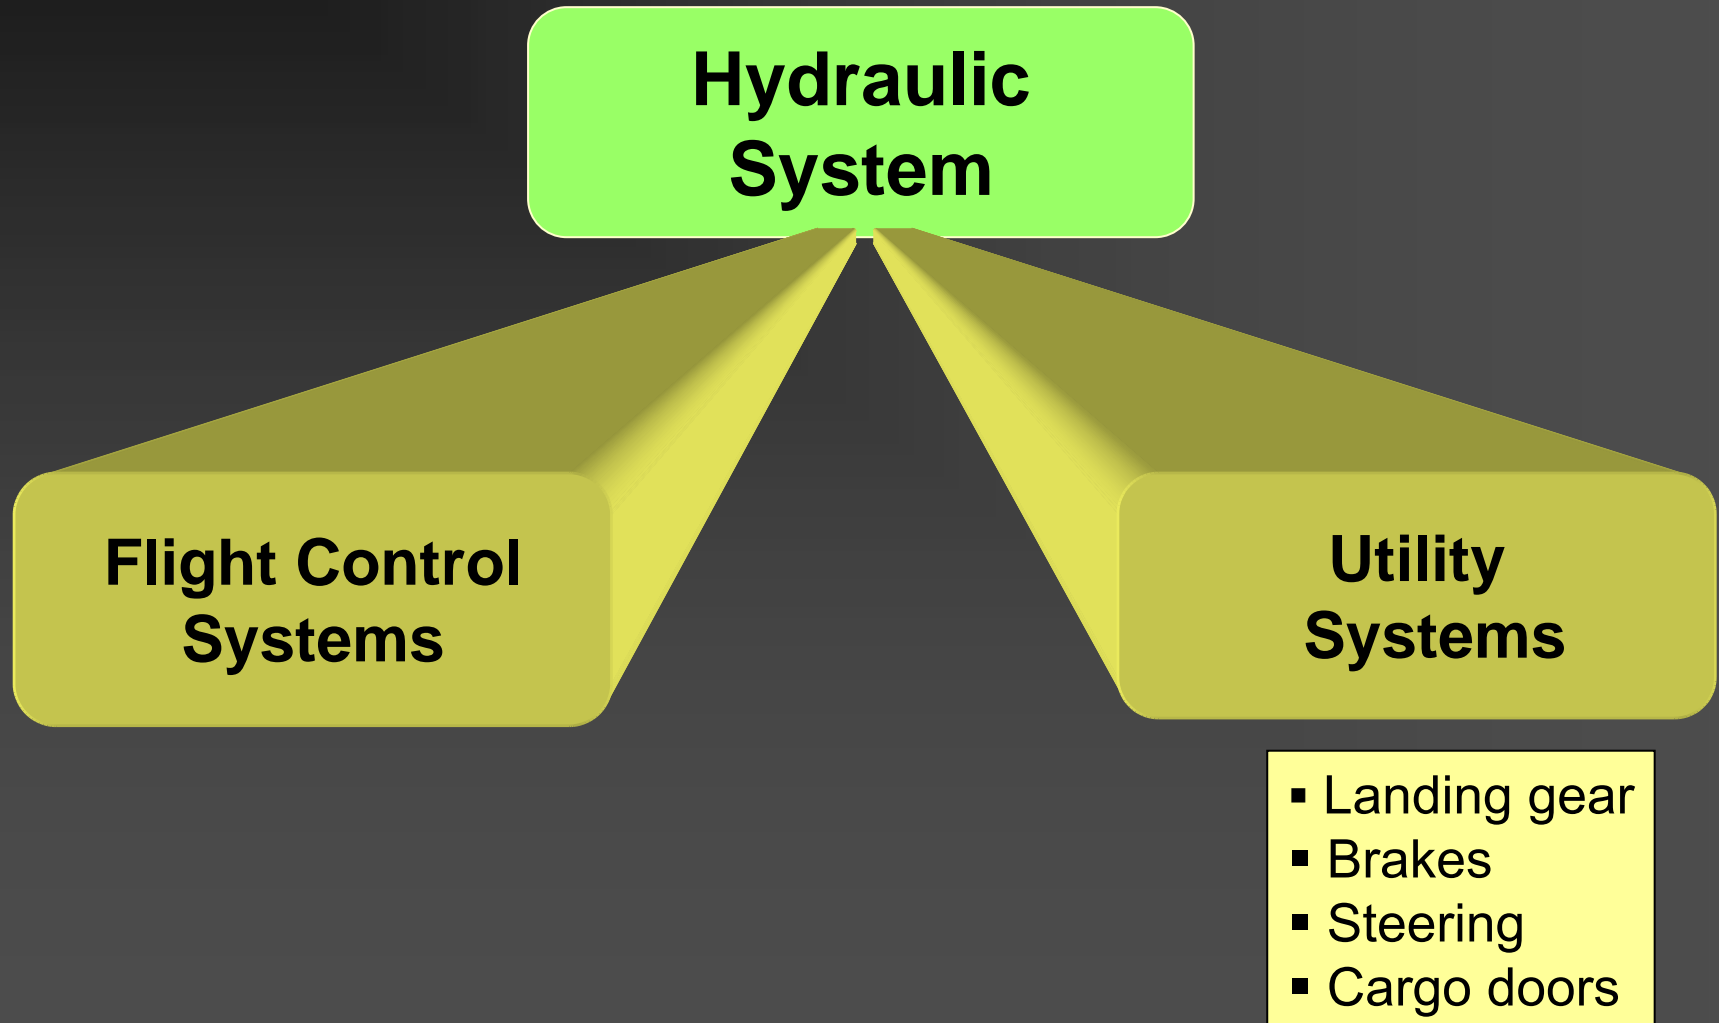 Hydraulic
System
Flight Control
Systems
Utility
Systems
▪ Landing gear
▪ Brakes
▪ Steering
▪ Cargo doors